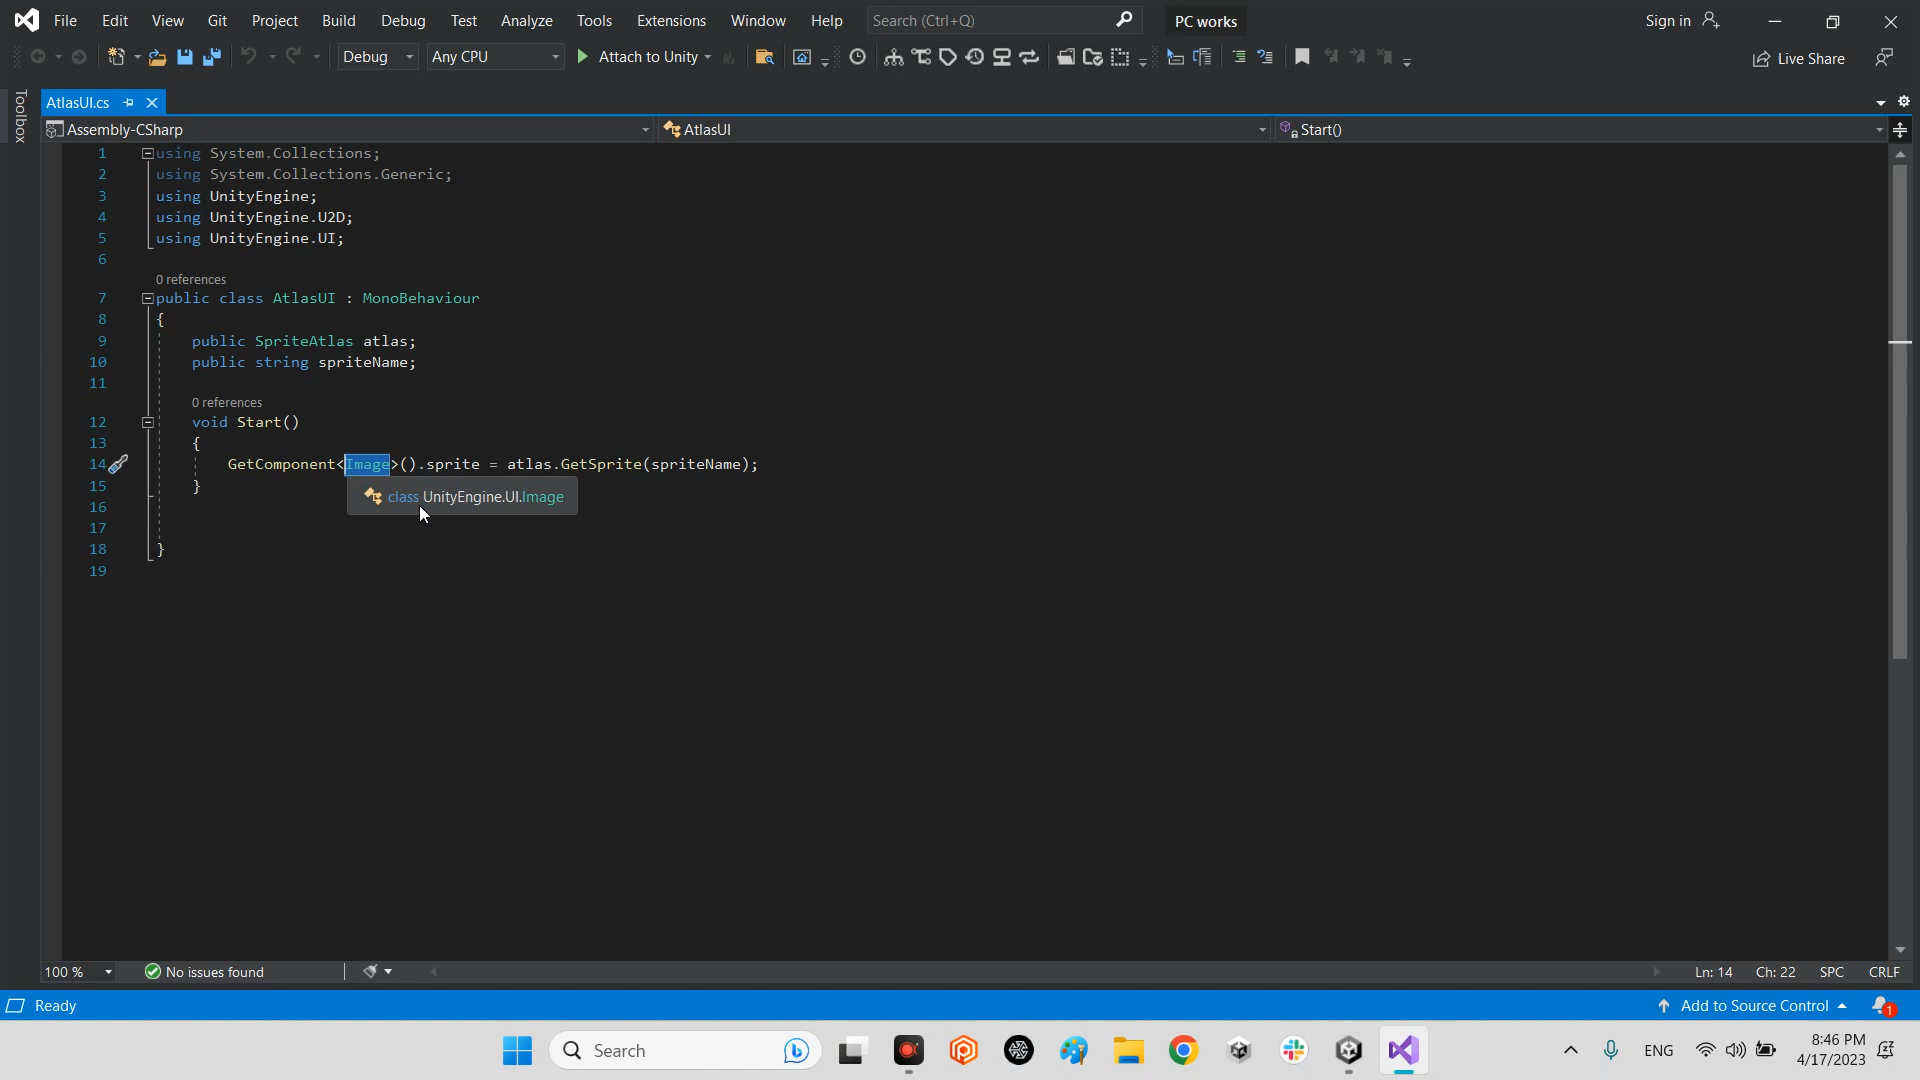 File Edit View Git Project Build Debug Test Analyze Tools Extensions Window Help Search (Ctrl+Q) PC works Sign in
Debug Any CPU Attach to Unity Live Share
Toolbox
AtlasUI.cs
Assembly-CSharp AtlasUI Start()
1 using System.Collections;
2 using System.Collections.Generic;
3 using UnityEngine;
4 using UnityEngine.U2D;
5 using UnityEngine.UI;
6
0 references
7 public class AtlasUI : MonoBehaviour
8 {
9 public SpriteAtlas atlas;
10 public string spriteName;
11
0 references
12 void Start()
13 {
14 GetComponent<Image>().sprite = atlas.GetSprite(spriteName);
15 }
class UnityEngine.UI.Image
16
17
18 }
19
100 % No issues found Ln: 14 Ch: 22 SPC CRLF
Ready Add to Source Control 1
Search ENG 8:46 PM
4/17/2023